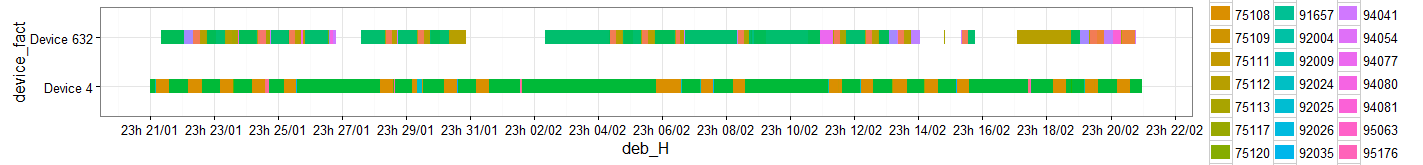 device_fact
Device 632
Device 4
23h 21/01 23h 23/01 23h 25/01 23h 27/01 23h 29/01 23h 31/01 23h 02/02 23h 04/02 23h 06/02 23h 08/02 23h 10/02 23h 12/02 23h 14/02 23h 16/02 23h 18/02 23h 20/02 23h 22/02
deb_H
75108 91657 94041
75109 92004 94054
75111 92009 94077
75112 92024 94080
75113 92025 94081
75117 92026 95063
75120 92035 95176